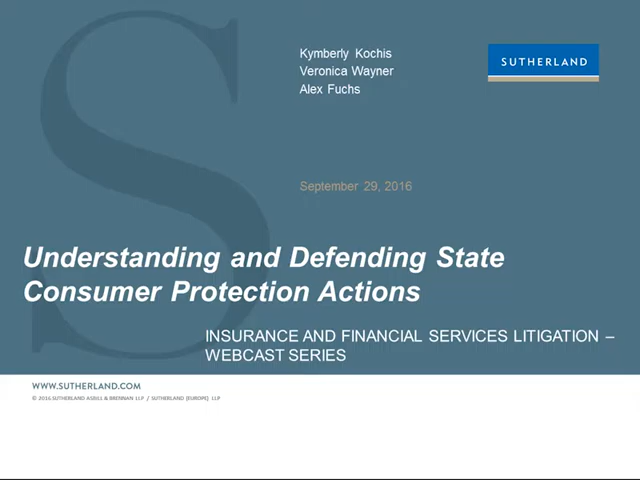 Kymberly Kochis
Veronica Wayner
Alex Fuchs
SUTHERLAND
September 29, 2016
Understanding and Defending State
Consumer Protection Actions
INSURANCE AND FINANCIAL SERVICES LITIGATION –
WEBCAST SERIES
WWW.SUTHERLAND.COM
© 2016 SUTHERLAND ASBILL & BRENNAN LLP / SUTHERLAND (EUROPE) LLP